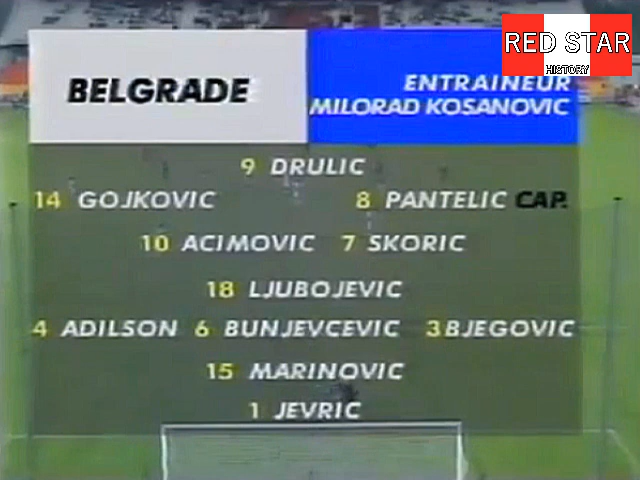 RED STAR
HISTORY
BELGRADE
ENTRAINEUR
MILORAD KOSANOVIC
9 DRULIC
14 GOJKOVIC 8 PANTELIC CAP.
10 ACIMOVIC 7 SKORIC
18 LJUBOJEVIC
4 ADILSON 6 BUNJEVCEVIC 3 BJEGOVIC
15 MARINOVIC
1 JEVRIC